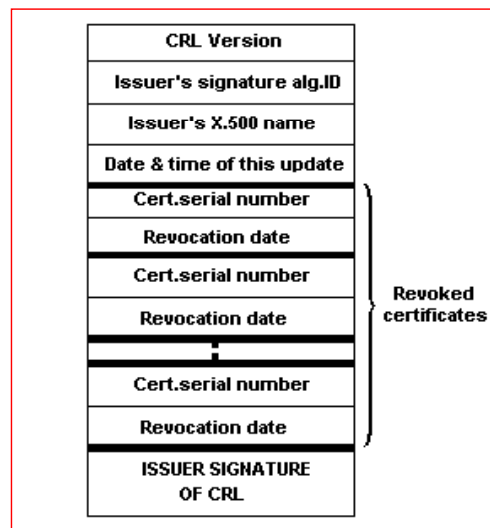 CRL Version
Issuer's signature alg.ID
Issuer's X.500 name
Date & time of this update
Cert.serial number
Revocation date
Cert.serial number
Revocation date
Cert.serial number
Revocation date
Revoked
certificates
ISSUER SIGNATURE
OF CRL